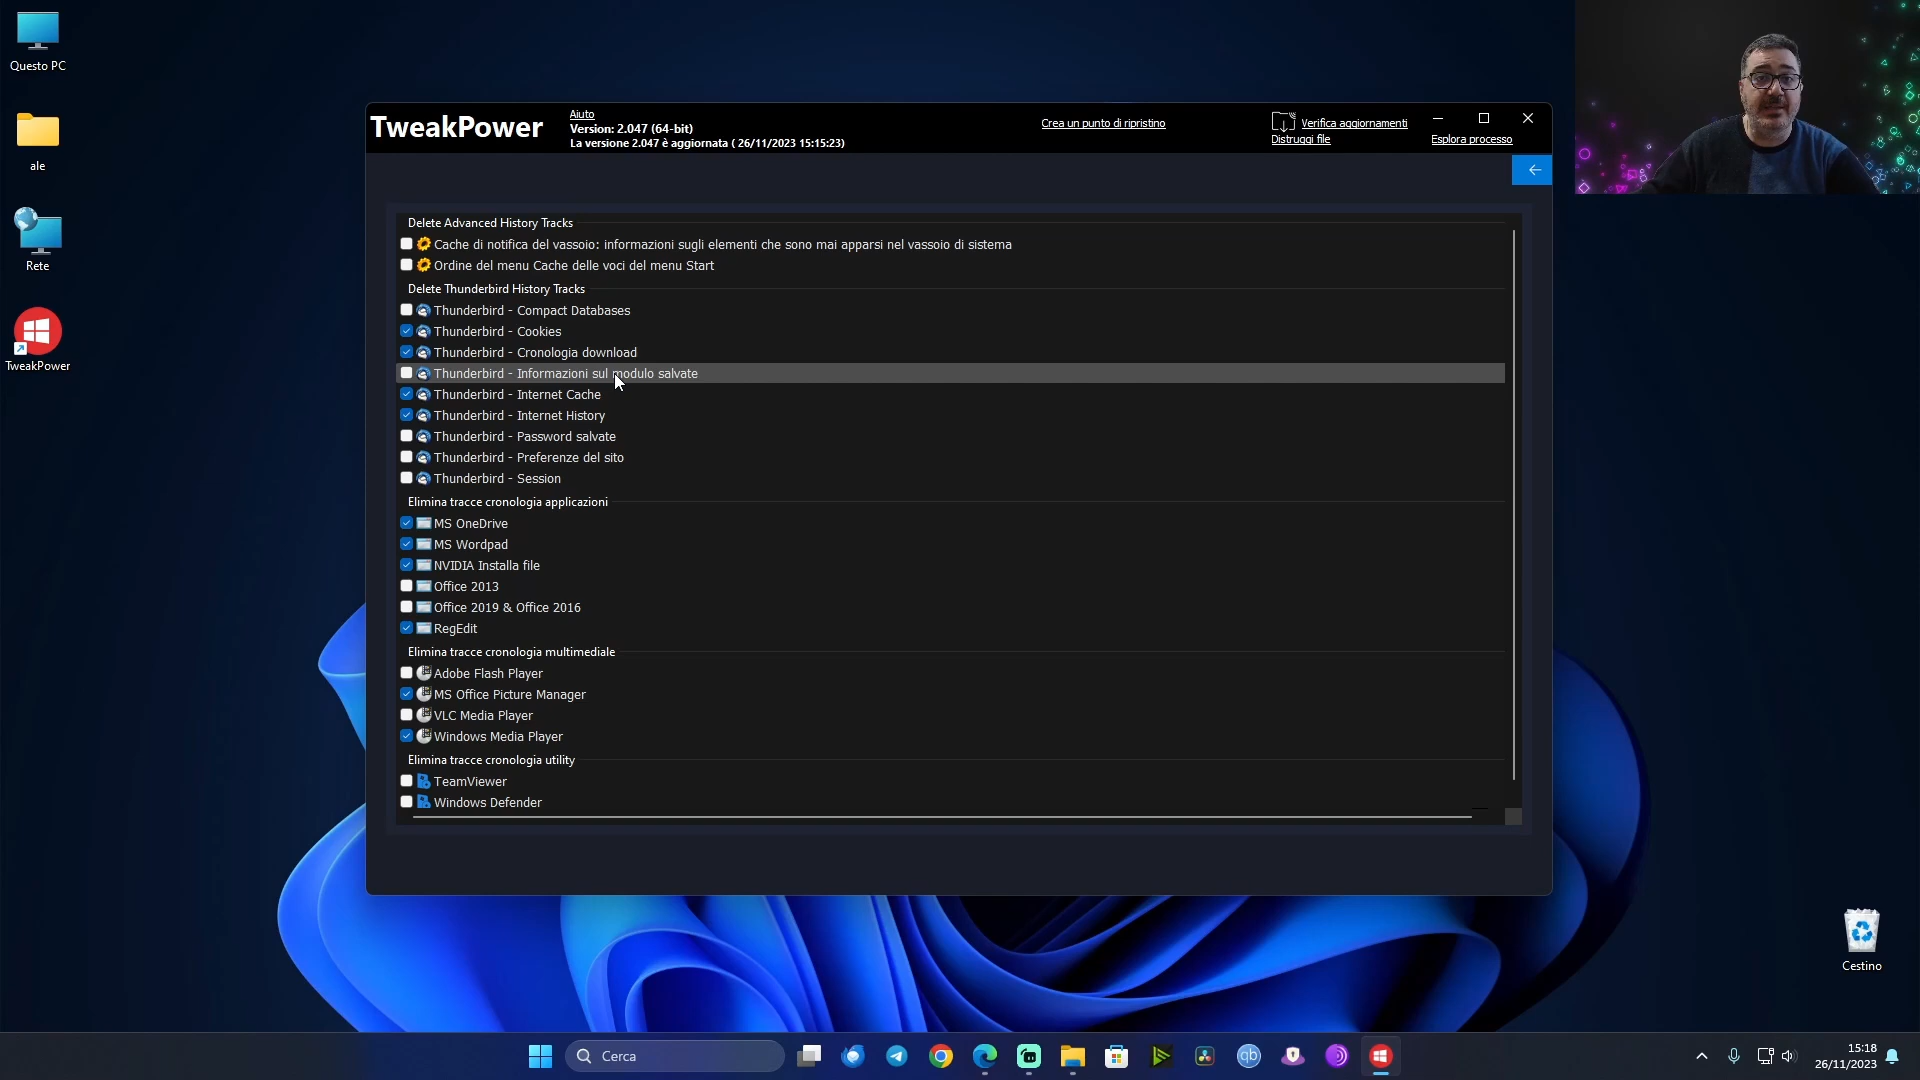 Questo PC
ale
Rete
TweakPower
TweakPower
Aiuto
Version: 2.047 (64-bit)
La versione 2.047 è aggiornata ( 26/11/2023 15:15:23)
Crea un punto di ripristino
Verifica aggiornamenti
Distruggi file
Esplora processo
Delete Advanced History Tracks
Cache di notifica del vassoio: informazioni sugli elementi che sono mai apparsi nel vassoio di sistema
Ordine del menu Cache delle voci del menu Start
Delete Thunderbird History Tracks
Thunderbird - Compact Databases
Thunderbird - Cookies
Thunderbird - Cronologia download
Thunderbird - Informazioni sul modulo salvate
Thunderbird - Internet Cache
Thunderbird - Internet History
Thunderbird - Password salvate
Thunderbird - Preferenze del sito
Thunderbird - Session
Elimina tracce cronologia applicazioni
MS OneDrive
MS Wordpad
NVIDIA Installa file
Office 2013
Office 2019 & Office 2016
RegEdit
Elimina tracce cronologia multimediale
Adobe Flash Player
MS Office Picture Manager
VLC Media Player
Windows Media Player
Elimina tracce cronologia utility
TeamViewer
Windows Defender
Cestino
Cerca
qb
15:18
26/11/2023